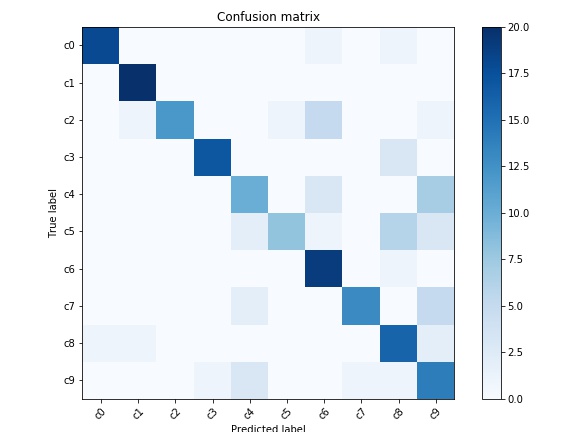 Confusion matrix
c0
c1
c2
c3
c4
c5
c6
c7
c8
c9
True label
c0 c1 c2 c3 c4 c5 c6 c7 c8 c9
Predicted label
20.0
17.5
15.0
12.5
10.0
7.5
5.0
2.5
0.0